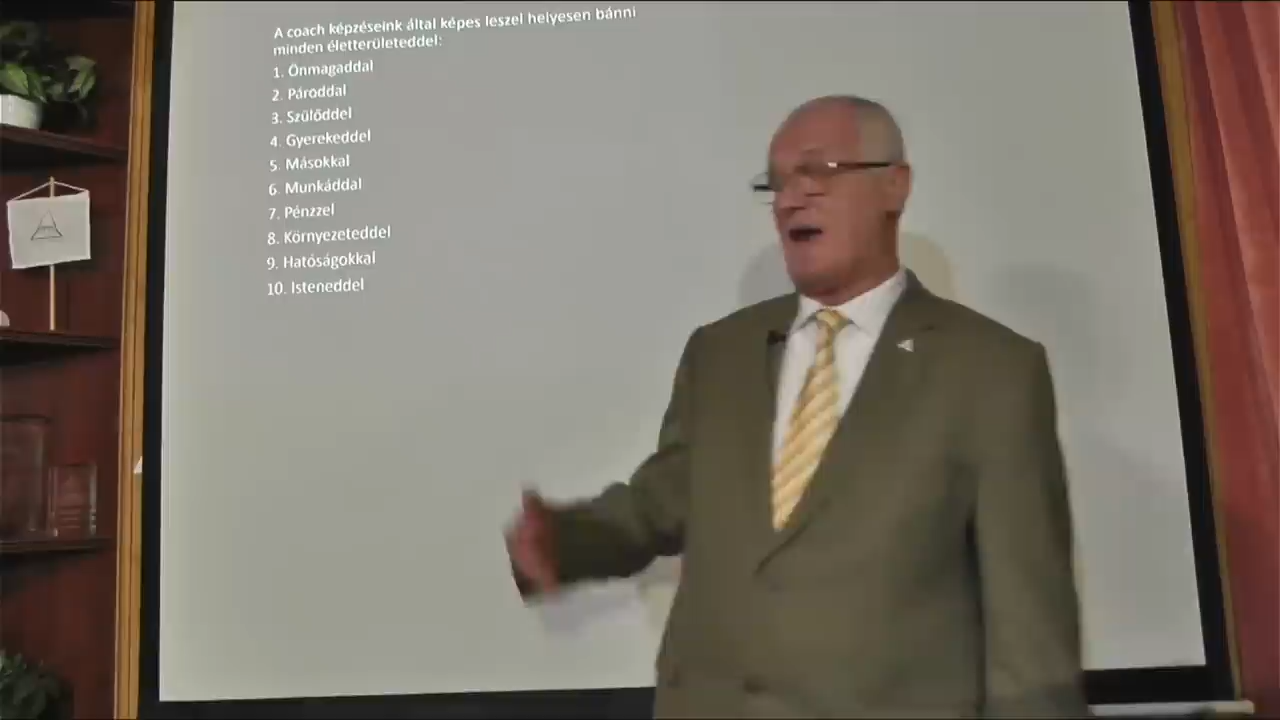 A coach képzéseink által képes leszel helyesen bánni
minden életterületeddel:
1. Önmagaddal
2. Pároddal
3. Szülőddel
4. Gyerekeddel
5. Másokkal
6. Munkáddal
7. Pénzzel
8. Környezeteddel
9. Hatóságokkal
10. Isteneddel